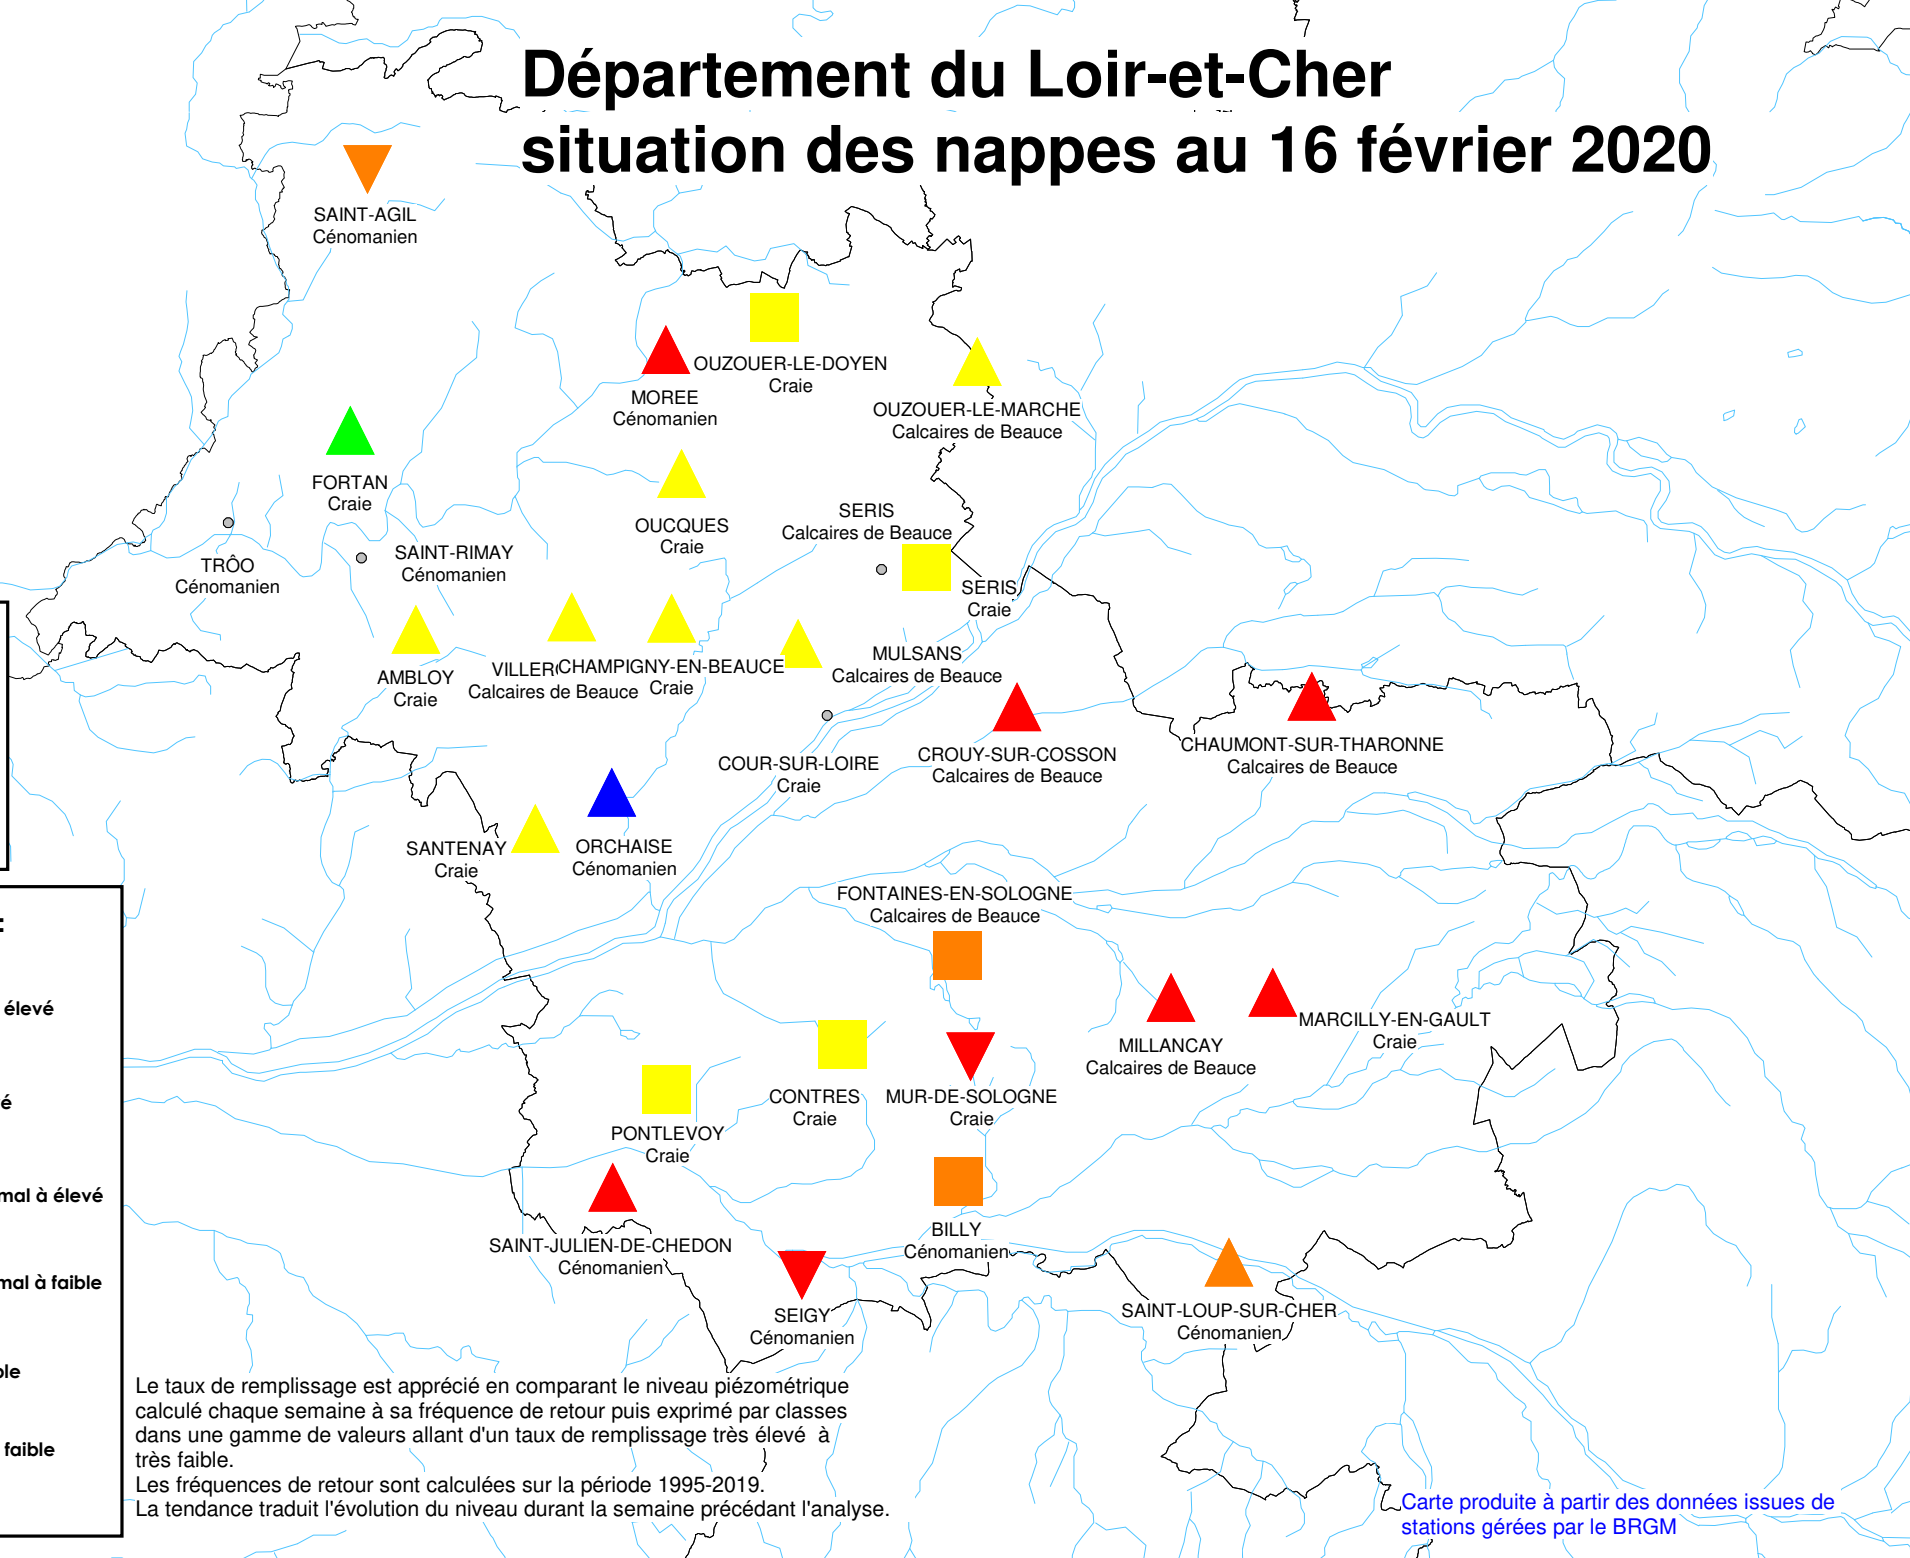 Département du Loir-et-Cher
situation des nappes au 16 février 2020
SAINT-AGIL
Cénomanien
OUZOUER-LE-DOYEN
Craie
MOREE
Cénomanien
OUZOUER-LE-MARCHE
Calcaires de Beauce
FORTAN
Craie
OUCQUES
Craie
SERIS
Calcaires de Beauce
TRÔO
Cénomanien
SAINT-RIMAY
Cénomanien
SERIS
Craie
AMBLOY
Craie
Calcaires de Beauce
CHAMPIGNY-EN-BEAUCE
Craie
MULSANS
Calcaires de Beauce
COUR-SUR-LOIRE
Craie
CROUY-SUR-COSSON
Calcaires de Beauce
CHAUMONT-SUR-THARONNE
Calcaires de Beauce
SANTENAY
Craie
ORCHAISE
Cénomanien
FONTAINES-EN-SOLOGNE
Calcaires de Beauce
MILLANCAY
Calcaires de Beauce
MARCILLY-EN-GAULT
Craie
CONTRES
Craie
MUR-DE-SOLOGNE
Craie
PONTLEVOY
Craie
SAINT-JULIEN-DE-CHEDON
Cénomanien
BILLY
Cénomanien
SEIGY
Cénomanien
SAINT-LOUP-SUR-CHER
Cénomanien
:
élevé
é
mal à élevé
mal à faible
ble
faible
Le taux de remplissage est apprécié en comparant le niveau piézométrique
calculé chaque semaine à sa fréquence de retour puis exprimé par classes
dans une gamme de valeurs allant d'un taux de remplissage très élevé à
très faible.
Les fréquences de retour sont calculées sur la période 1995-2019.
La tendance traduit l'évolution du niveau durant la semaine précédant l'analyse.
Carte produite à partir des données issues de
stations gérées par le BRGM